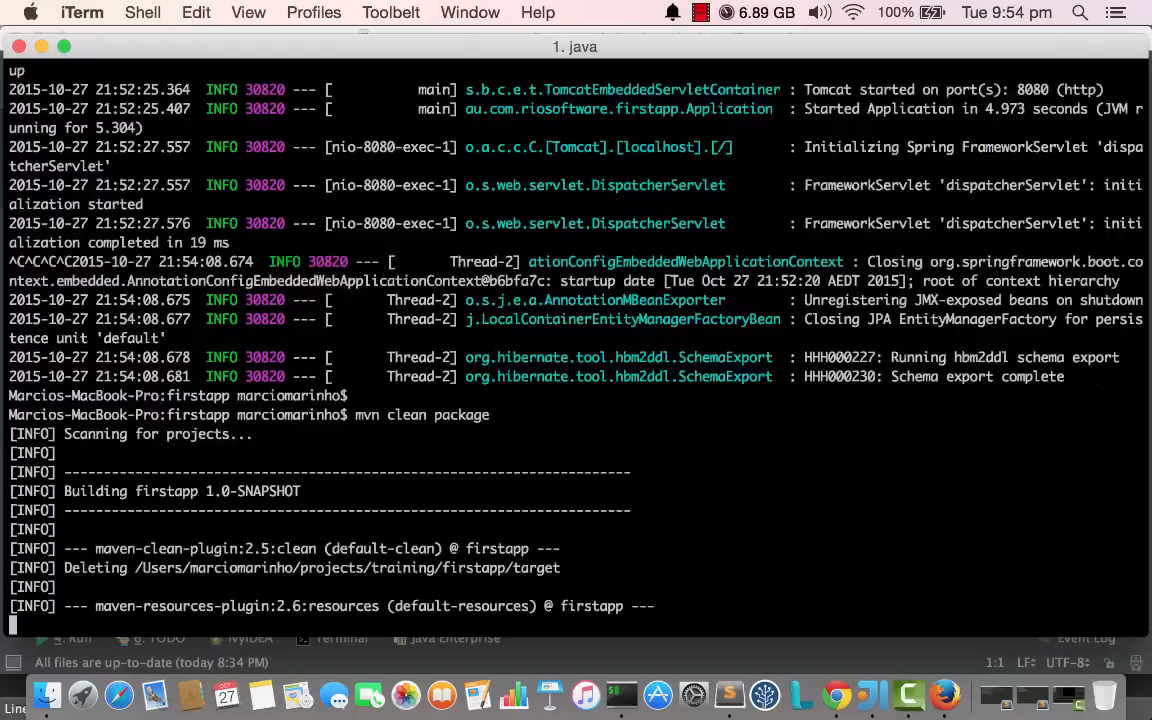 iTerm Shell Edit View Profiles Toolbelt Window Help 6.89 GB 100% Tue 9:54 pm
1. java
up
2015-10-27 21:52:25.364  INFO 30820 --- [           main] s.b.c.e.t.TomcatEmbeddedServletContainer : Tomcat started on port(s): 8080 (http)
2015-10-27 21:52:25.407  INFO 30820 --- [           main] au.com.riosoftware.firstapp.Application  : Started Application in 4.973 seconds (JVM r
unning for 5.304)
2015-10-27 21:52:27.557  INFO 30820 --- [nio-8080-exec-1] o.a.c.c.C.[Tomcat].[localhost].[/]       : Initializing Spring FrameworkServlet 'dispa
tcherServlet'
2015-10-27 21:52:27.557  INFO 30820 --- [nio-8080-exec-1] o.s.web.servlet.DispatcherServlet        : FrameworkServlet 'dispatcherServlet': initi
alization started
2015-10-27 21:52:27.576  INFO 30820 --- [nio-8080-exec-1] o.s.web.servlet.DispatcherServlet        : FrameworkServlet 'dispatcherServlet': initi
alization completed in 19 ms
^C^C^C^C2015-10-27 21:54:08.674  INFO 30820 --- [       Thread-2] ationConfigEmbeddedWebApplicationContext : Closing org.springframework.boot.co
ntext.embedded.AnnotationConfigEmbeddedWebApplicationContext@b6bfa7c: startup date [Tue Oct 27 21:52:20 AEDT 2015]; root of context hierarchy
2015-10-27 21:54:08.675  INFO 30820 --- [       Thread-2] o.s.j.e.a.AnnotationMBeanExporter        : Unregistering JMX-exposed beans on shutdown
2015-10-27 21:54:08.677  INFO 30820 --- [       Thread-2] j.LocalContainerEntityManagerFactoryBean : Closing JPA EntityManagerFactory for persis
tence unit 'default'
2015-10-27 21:54:08.678  INFO 30820 --- [       Thread-2] org.hibernate.tool.hbm2ddl.SchemaExport  : HHH000227: Running hbm2ddl schema export
2015-10-27 21:54:08.681  INFO 30820 --- [       Thread-2] org.hibernate.tool.hbm2ddl.SchemaExport  : HHH000230: Schema export complete
Marcios-MacBook-Pro:firstapp marciomarinho$
Marcios-MacBook-Pro:firstapp marciomarinho$ mvn clean package
[INFO] Scanning for projects...
[INFO]
[INFO] ------------------------------------------------------------------------
[INFO] Building firstapp 1.0-SNAPSHOT
[INFO] ------------------------------------------------------------------------
[INFO]
[INFO] --- maven-clean-plugin:2.5:clean (default-clean) @ firstapp ---
[INFO] Deleting /Users/marciomarinho/projects/training/firstapp/target
[INFO]
[INFO] --- maven-resources-plugin:2.6:resources (default-resources) @ firstapp ---
4: Run 6: TODO IvyIDEA Terminal Java Enterprise Event Log
All files are up-to-date (today 8:34 PM) 1:1 LF UTF-8
Line